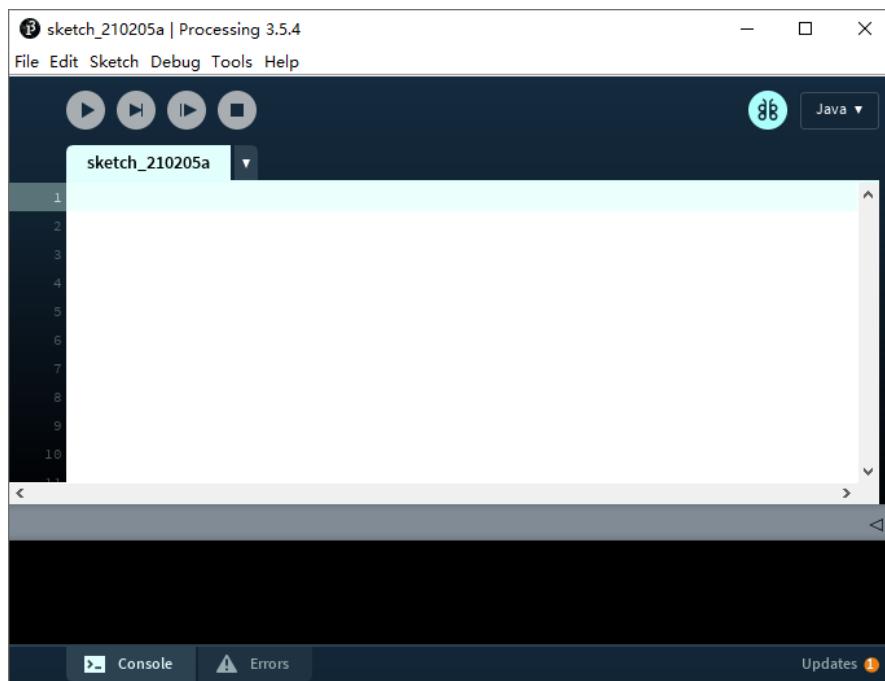 sketch_210205a | Processing 3.5.4
File Edit Sketch Debug Tools Help
Java ▼
sketch_210205a ▼
1
2
3
4
5
6
7
8
9
10
11
Console Errors Updates 1